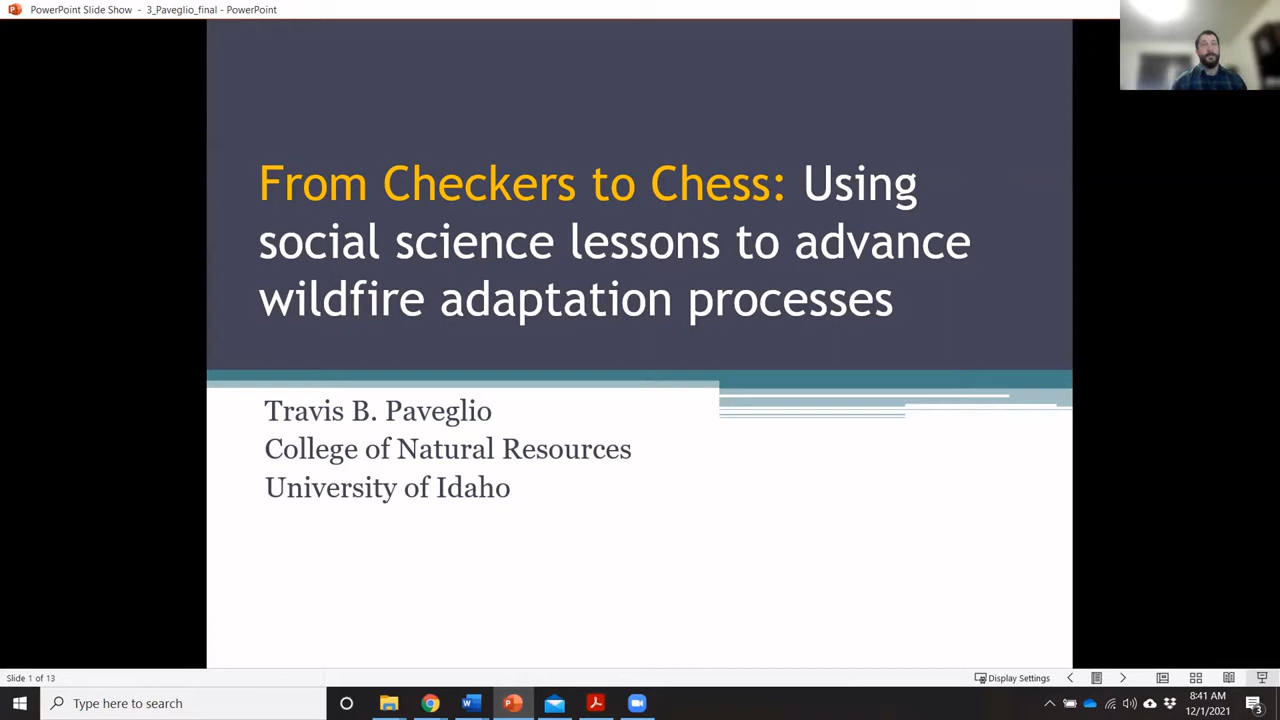 PowerPoint Slide Show - 3_Paveglio_final - PowerPoint
From Checkers to Chess: Using
social science lessons to advance
wildfire adaptation processes
Travis B. Paveglio
College of Natural Resources
University of Idaho
Slide 1 of 13
Display Settings
Type here to search
8:41 AM
12/1/2021
3